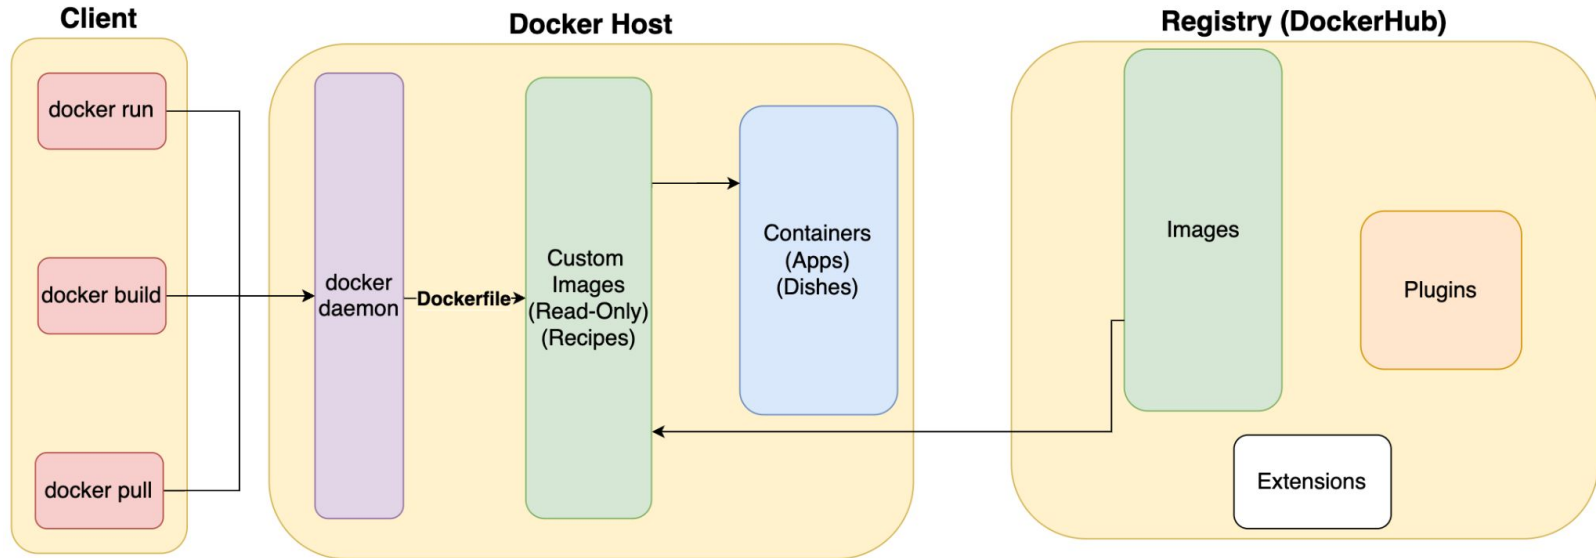 Client
docker run
docker build
docker pull
Docker Host
docker
daemon
Dockerfile
Custom
Images
(Read-Only)
(Recipes)
Containers
(Apps)
(Dishes)
Registry (DockerHub)
Images
Plugins
Extensions